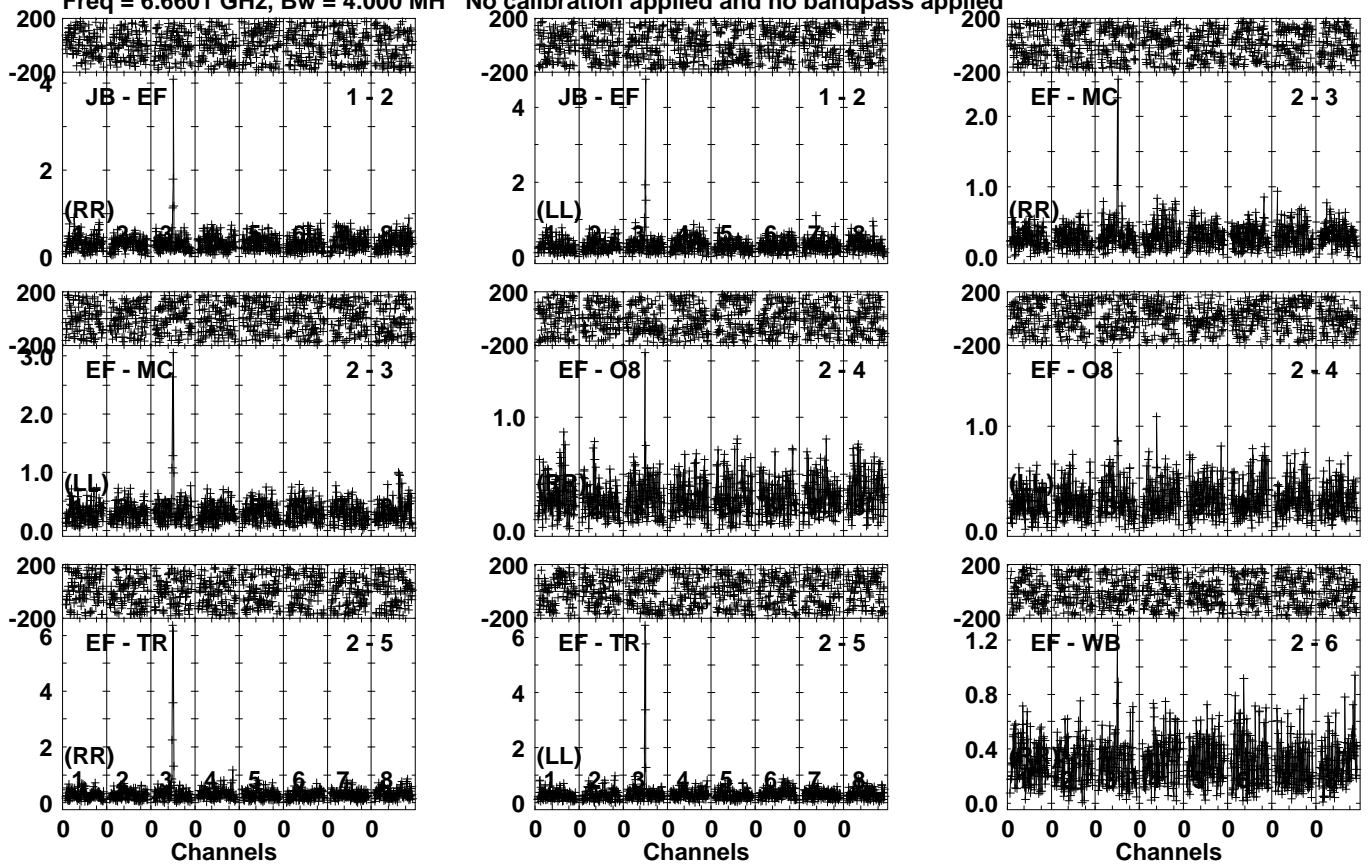 Freq = 6.6601 GHz, Bw = 4.000 MH No calibration applied and no bandpass applied
200 200 200
-200 -200 -200
JB - EF 1 - 2 JB - EF 1 - 2 EF - MC 2 - 3
4 4 2.0
2 2 1.0
(RR) (LL) (RR)
1 2 3 4 5 6 7 8 1 2 3 4 5 6 7 8
0 0 0.0
200 200 200
-200 -200 -200
3.0
EF - MC 2 - 3 EF - O8 2 - 4 EF - O8 2 - 4
2.0 1.0 1.0
1.0
(LL) (RR) (LL)
0.0 0.0 0.0
200 200 200
-200 -200 -200
6 6 1.2
EF - TR 2 - 5 EF - TR 2 - 5 EF - WB 2 - 6
4 4 0.8
2 2 0.4
(RR) (LL)
1 2 3 4 5 6 7 8 1 2 3 4 5 6 7 8
0 0 0.0
0 0 0 0 0 0 0 0 0 0 0 0 0 0 0 0 0 0 0 0 0 0 0 0
Channels Channels Channels